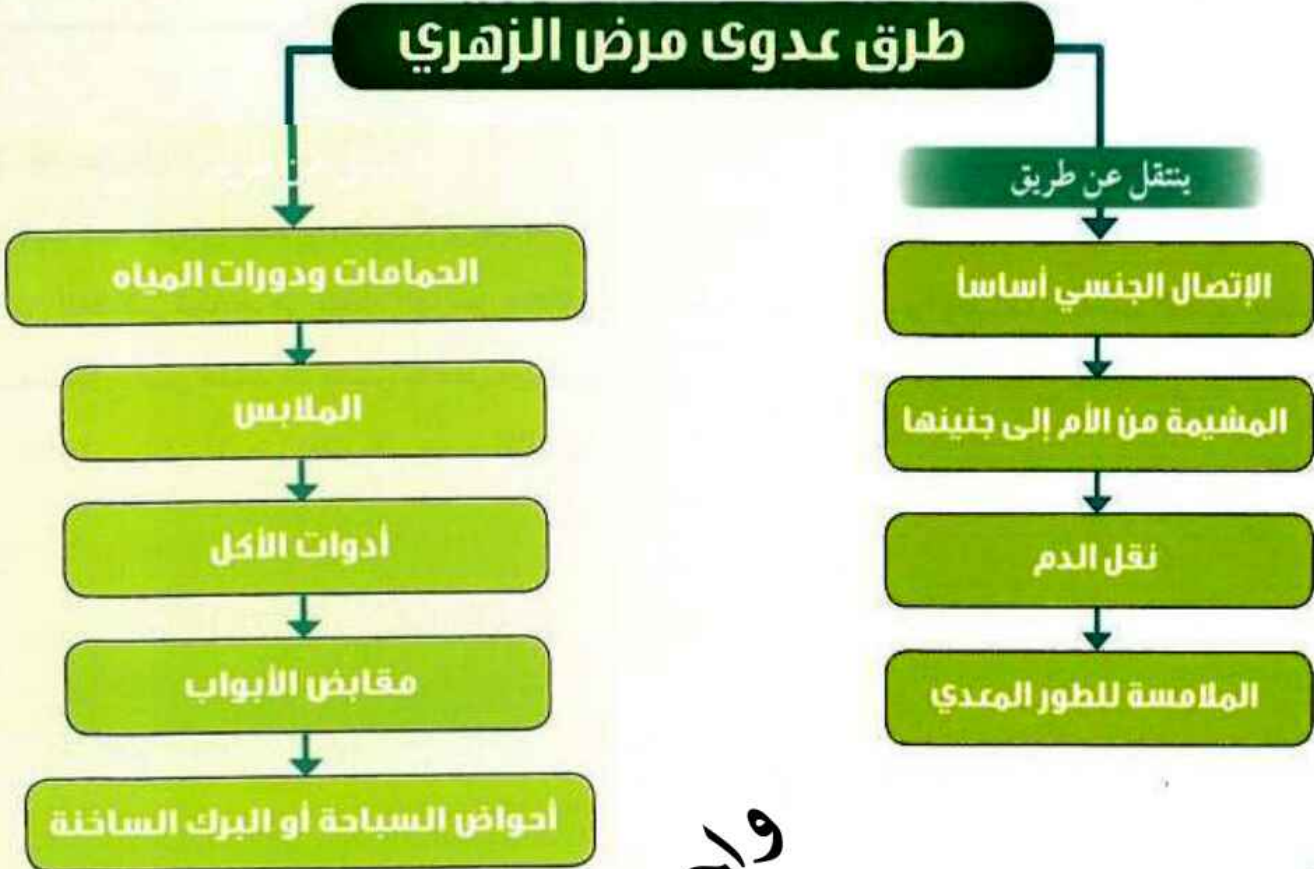 طرق عدوى مرض الزهري
ينتقل عن طريق
الإتصال الجنسي أساسا
المشيمة من الأم إلى جنينها
نقل الدم
الملامسة للطور المعدي
الحمامات ودورات المياه
الملابس
أدوات الأكل
مقابض الأبواب
أحواض السباحة أو البرك الساخنة